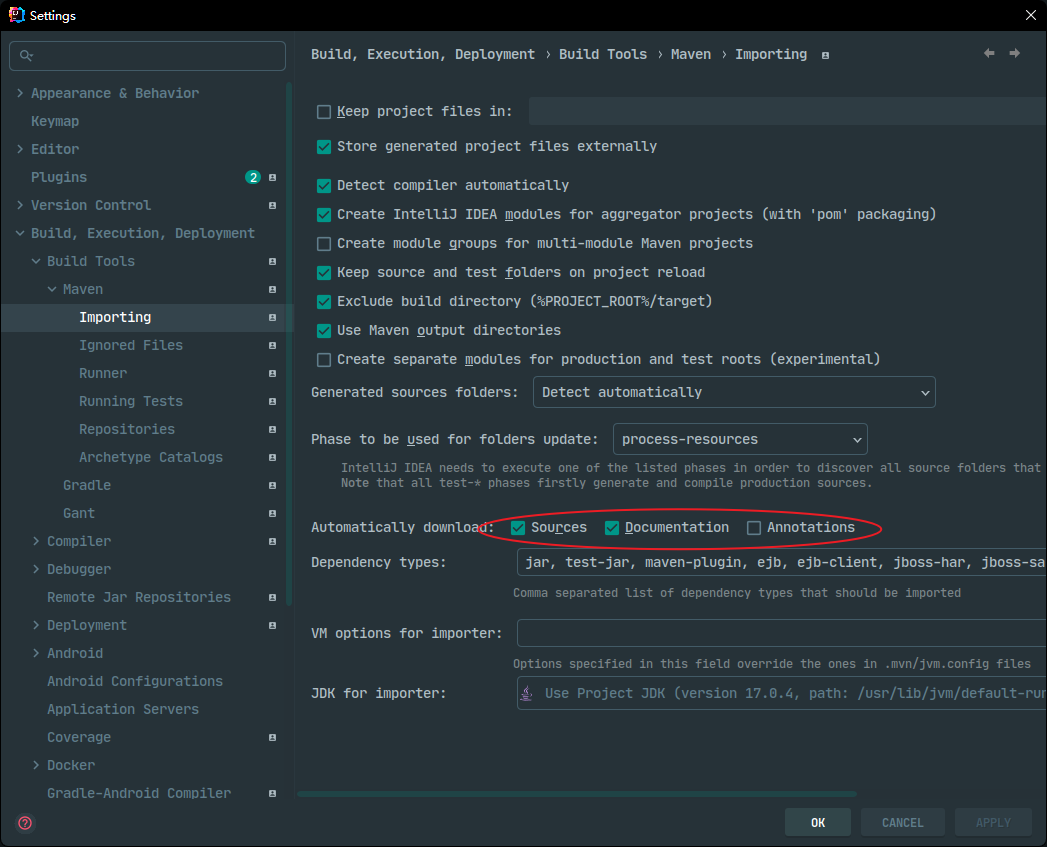 Settings
Appearance & Behavior
Keymap
Editor
Plugins 2
Version Control
Build, Execution, Deployment
Build Tools
Maven
Importing
Ignored Files
Runner
Running Tests
Repositories
Archetype Catalogs
Gradle
Gant
Compiler
Debugger
Remote Jar Repositories
Deployment
Android
Android Configurations
Application Servers
Coverage
Docker
Gradle-Android Compiler
Build, Execution, Deployment › Build Tools › Maven › Importing
Keep project files in:
Store generated project files externally
Detect compiler automatically
Create IntelliJ IDEA modules for aggregator projects (with 'pom' packaging)
Create module groups for multi-module Maven projects
Keep source and test folders on project reload
Exclude build directory (%PROJECT_ROOT%/target)
Use Maven output directories
Create separate modules for production and test roots (experimental)
Generated sources folders: Detect automatically
Phase to be used for folders update: process-resources
IntelliJ IDEA needs to execute one of the listed phases in order to discover all source folders that
Note that all test-* phases firstly generate and compile production sources.
Automatically download: Sources Documentation Annotations
Dependency types: jar, test-jar, maven-plugin, ejb, ejb-client, jboss-har, jboss-sa
Comma separated list of dependency types that should be imported
VM options for importer:
Options specified in this field override the ones in .mvn/jvm.config files
JDK for importer: Use Project JDK (version 17.0.4, path: /usr/lib/jvm/default-run
? OK CANCEL APPLY